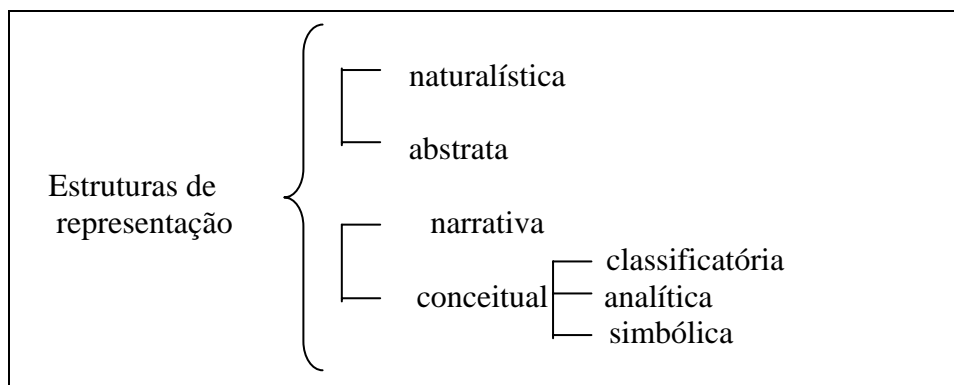 naturalística
abstrata
Estruturas de
representação
narrativa
classificatória
conceitual
analítica
simbólica